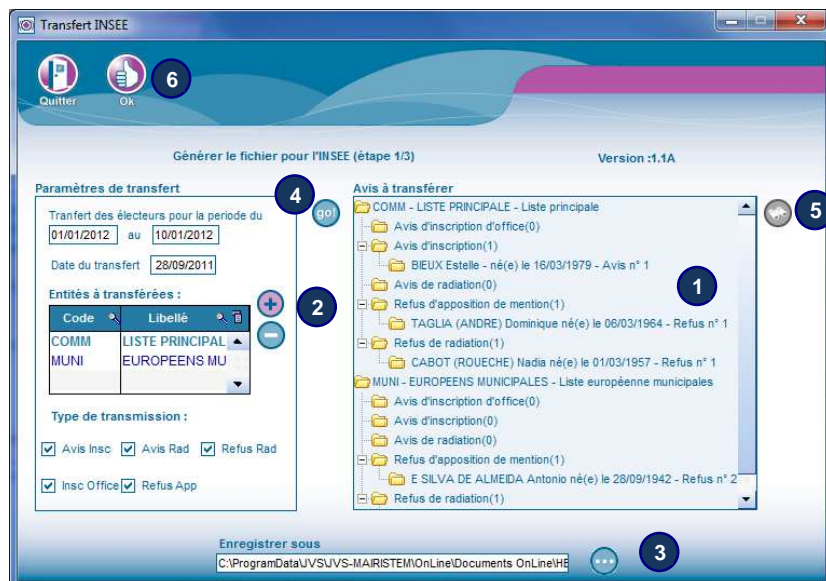 Transfert INSEE
Quitter
Ok
6
Générer le fichier pour l'INSEE (étape 1/3)
Version :1.1A
Paramètres de transfert
4
go!
Tranfert des électeurs pour la periode du
01/01/2012 au 10/01/2012
Date du transfert 28/09/2011
Entités à transférées :
2
Code Libellé
COMM LISTE PRINCIPAL
MUNI EUROPEENS MU
Type de transmission :
Avis Insc Avis Rad Refus Rad
Insc Office Refus App
Avis à transférer
5
COMM - LISTE PRINCIPALE - Liste principale
Avis d'inscription d'office(0)
Avis d'inscription(1)
BIEUX Estelle - né(e) le 16/03/1979 - Avis n° 1
1
Avis de radiation(0)
Refus d'apposition de mention(1)
TAGLIA (ANDRE) Dominique né(e) le 06/03/1964 - Refus n° 1
Refus de radiation(1)
CABOT (ROUECHE) Nadia né(e) le 01/03/1957 - Refus n° 1
MUNI - EUROPEENS MUNICIPALES - Liste européenne municipales
Avis d'inscription d'office(0)
Avis d'inscription(0)
Avis de radiation(0)
Refus d'apposition de mention(1)
E SILVA DE ALMEIDA Antonio né(e) le 28/09/1942 - Refus n° 2
Refus de radiation(1)
Enregistrer sous
C:\ProgramData\JVS\JVS-MAIRISTEM\OnLine\Documents OnLine\HE
3